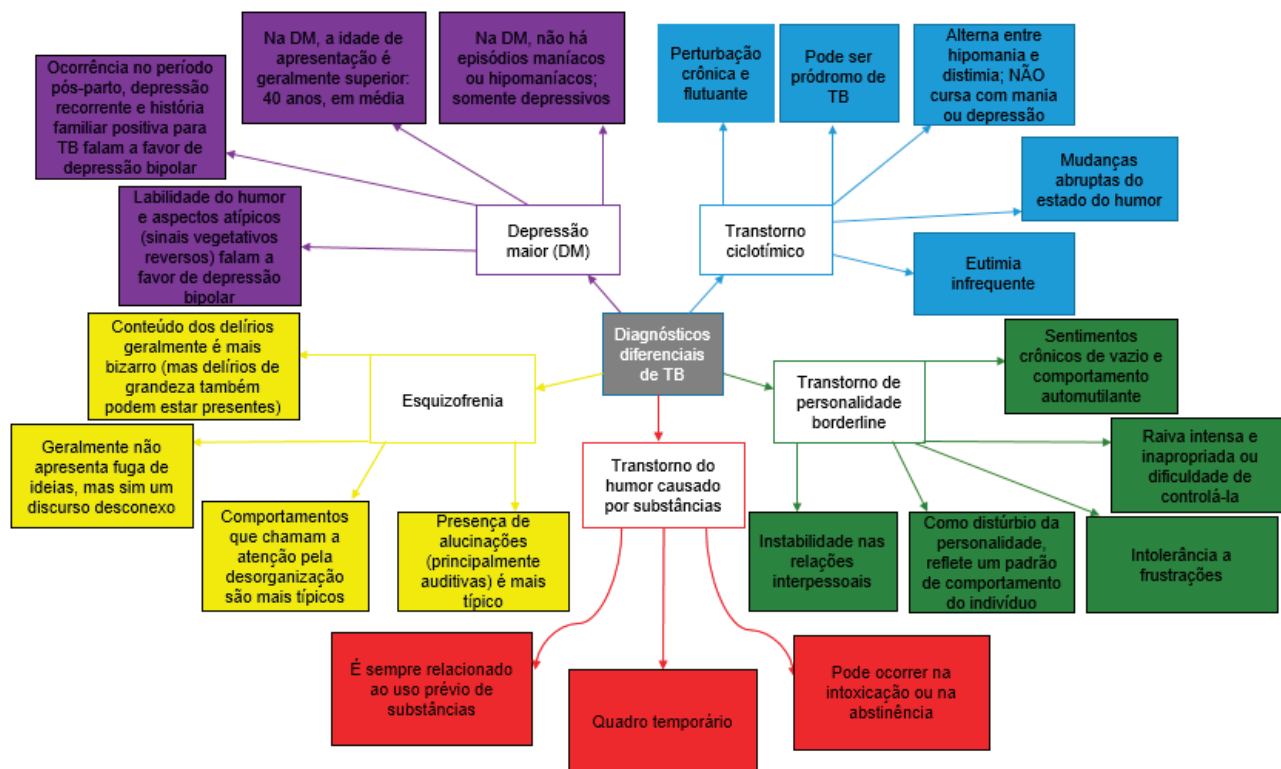 Ocorrência no período
pós-parto, depressão
recorrente e história
familiar positiva para
TB falam a favor de
depressão bipolar
Na DM, a idade de
apresentação é
geralmente superior:
40 anos, em média
Na DM, não há
episódios maníacos
ou hipomaníacos;
somente depressivos
Labilidade do humor
e aspectos atípicos
(sinais vegetativos
reversos) falam a
favor de depressão
bipolar
Depressão
maior (DM)
Perturbação
crônica e
flutuante
Pode ser
pródromo de
TB
Alterna entre
hipomania e
distimia; NÃO
cursa com mania
ou depressão
Mudanças
abruptas do
estado do humor
Eutimia
infrequente
Transtorno
ciclotímico
Diagnósticos
diferenciais
de TB
Conteúdo dos delírios
geralmente é mais
bizarro (mas delírios de
grandeza também
podem estar presentes)
Esquizofrenia
Geralmente não
apresenta fuga de
ideias, mas sim um
discurso desconexo
Comportamentos
que chamam a
atenção pela
desorganização
são mais típicos
Presença de
alucinações
(principalmente
auditivas) é mais
típico
Transtorno do
humor causado
por substâncias
Transtorno de
personalidade
borderline
Sentimentos
crônicos de vazio e
comportamento
automutilante
Raiva intensa e
inapropriada ou
dificuldade de
controlá-la
Instabilidade nas
relações
interpessoais
Como distúrbio da
personalidade,
reflete um padrão
de comportamento
do indivíduo
Intolerância a
frustrações
É sempre relacionado
ao uso prévio de
substâncias
Quadro temporário
Pode ocorrer na
intoxicação ou na
abstinência